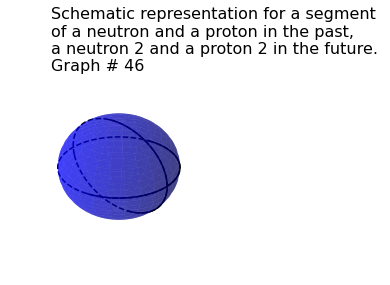 Schematic representation for a segment
of a neutron and a proton in the past,
a neutron 2 and a proton 2 in the future.
Graph # 46